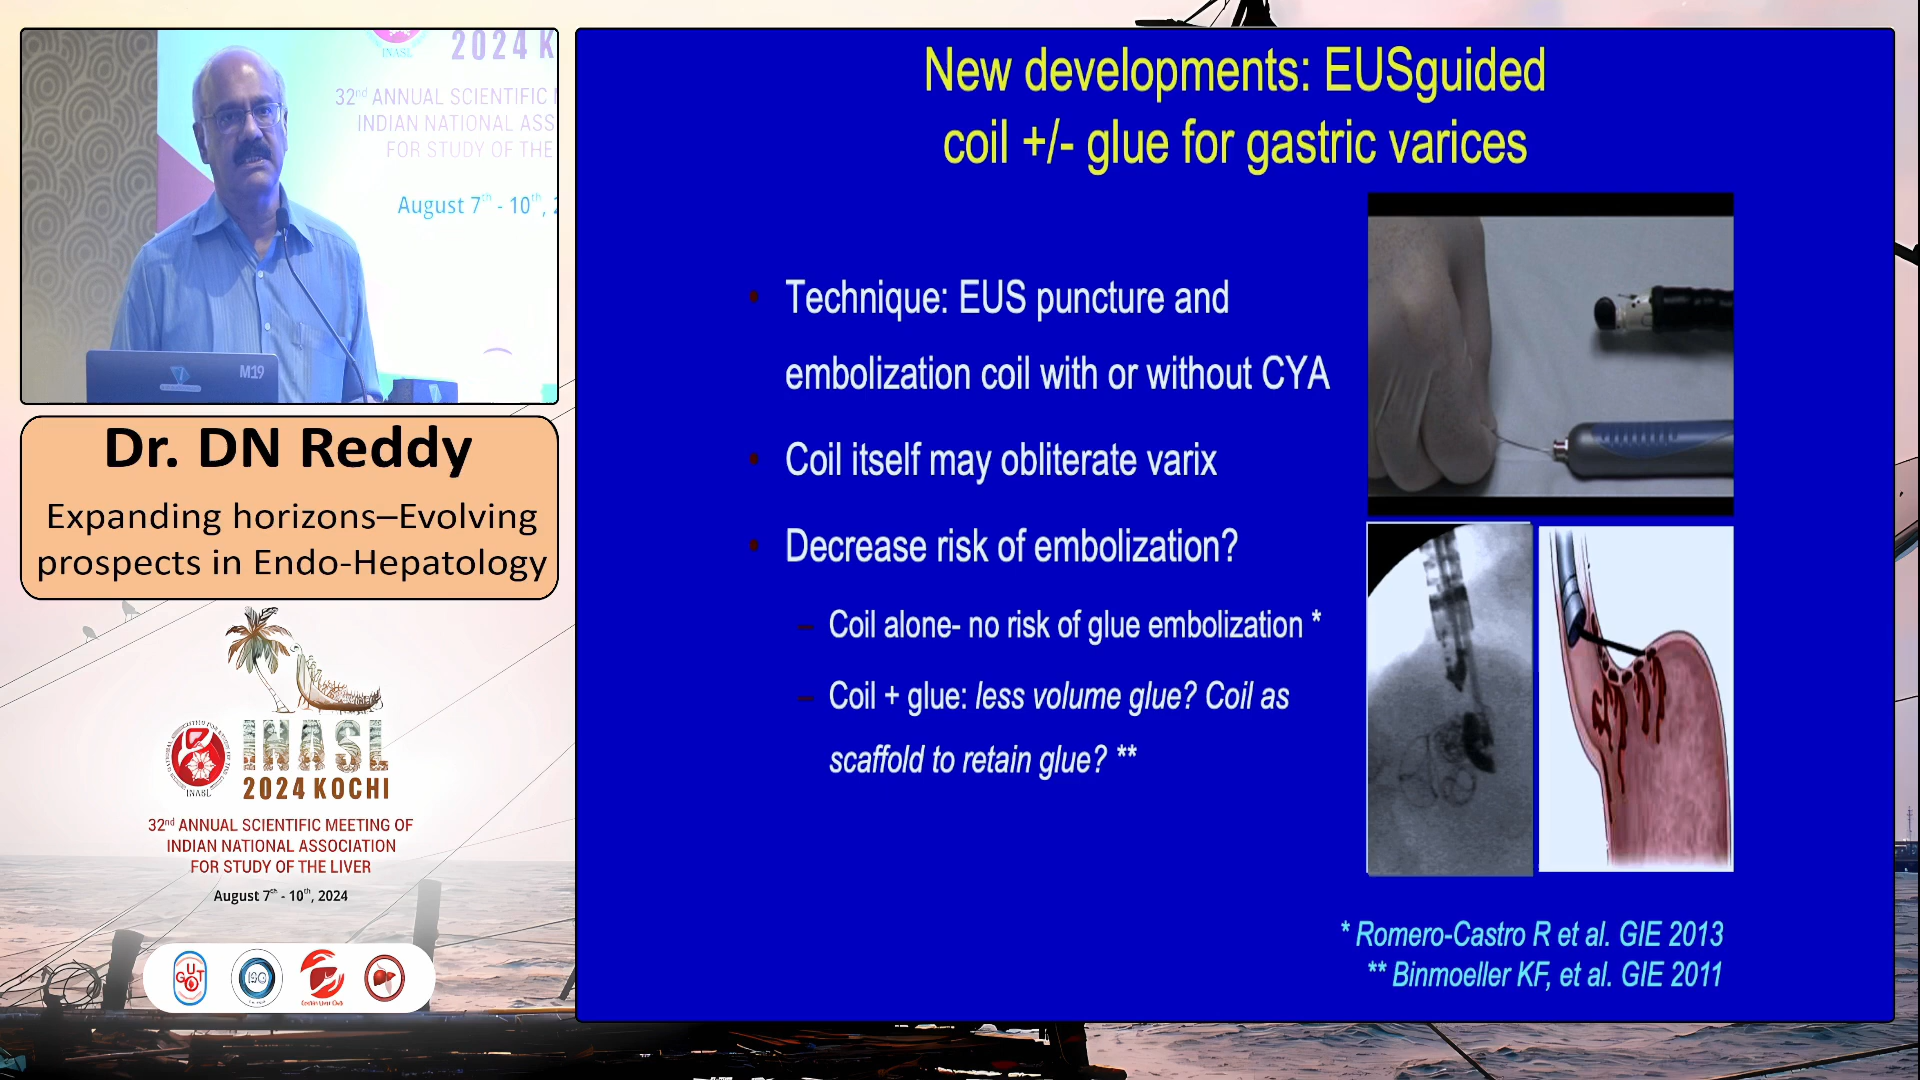 INASL
2024 K
32nd ANNUAL SCIENTIFIC
INDIAN NATIONAL ASS
FOR STUDY OF THE
August 7th - 10th,
M19
Dr. DN Reddy
Expanding horizons–Evolving
prospects in Endo-Hepatology
INASL
INASL
2024 KOCHI
32nd ANNUAL SCIENTIFIC MEETING OF
INDIAN NATIONAL ASSOCIATION
FOR STUDY OF THE LIVER
August 7th - 10th, 2024
GUT
ISG
New developments: EUSguided
coil +/- glue for gastric varices
• Technique: EUS puncture and
embolization coil with or without CYA
• Coil itself may obliterate varix
• Decrease risk of embolization?
– Coil alone- no risk of glue embolization *
– Coil + glue: less volume glue? Coil as
scaffold to retain glue? **
* Romero-Castro R et al. GIE 2013
** Binmoeller KF, et al. GIE 2011